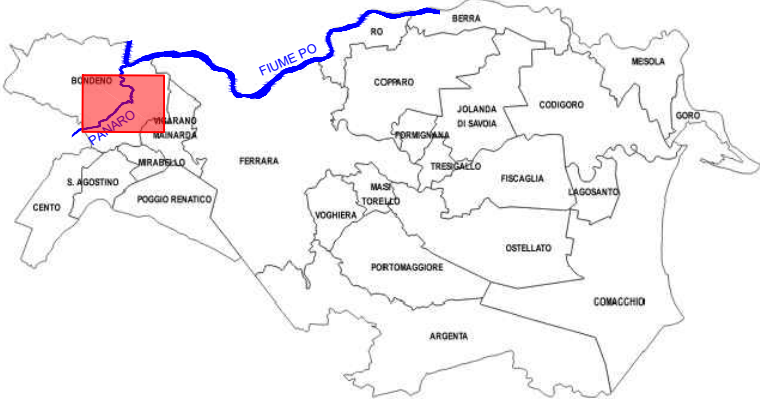 BERRA
RO
FIUME PO
MESOLA
BONDENO
COPPARO
CODIGORO
JOLANDA
DI SAVOIA
GORO
VIGARANO
MAINARDA
PANARO
FORMIGNANA
MIRABELLO
FERRARA
TRESIGALLO
FISCAGLIA
S. AGOSTINO
MASI
TORELLO
LAGOSANTO
POGGIO RENATICO
CENTO
VOGHIERA
OSTELLATO
PORTOMAGGIORE
COMACCHIO
ARGENTA